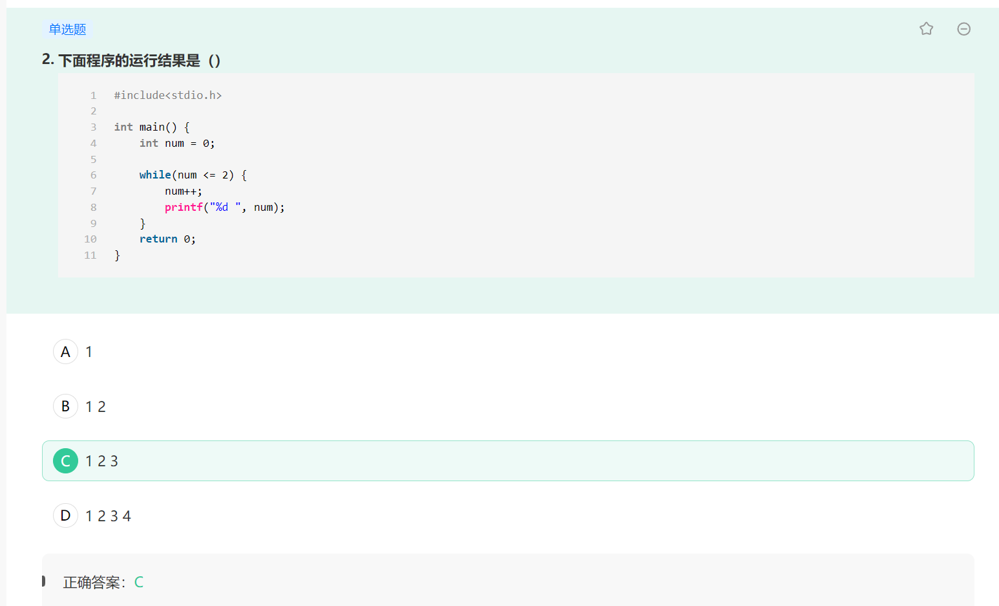 单选题
2. 下面程序的运行结果是（）
1 #include<stdio.h>
2
3 int main() {
4     int num = 0;
5
6     while(num <= 2) {
7         num++;
8         printf("%d ", num);
9     }
10     return 0;
11 }
A 1
B 1 2
C 1 2 3
D 1 2 3 4
正确答案：C